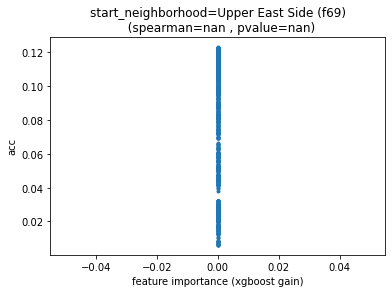 start_neighborhood=Upper East Side (f69)
(spearman=nan , pvalue=nan)
0.12
0.10
0.08
acc
0.06
0.04
0.02
−0.04 −0.02 0.00 0.02 0.04
feature importance (xgboost gain)